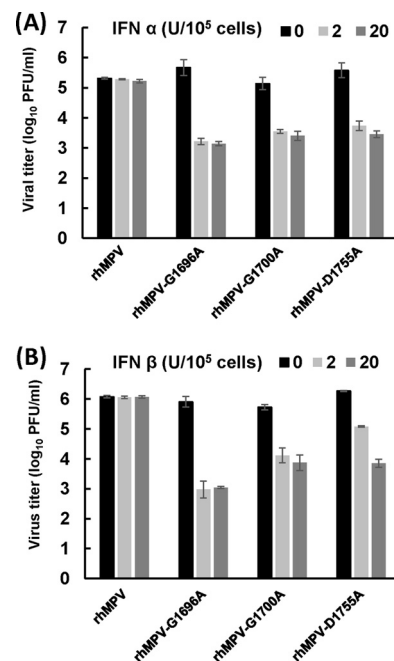 (A) IFN α (U/10⁵ cells) 0 2 20
Viral titer (log₁₀ PFU/ml)
7
6
5
4
3
2
1
0
rhMPV
rhMPV-G1696A
rhMPV-G1700A
rhMPV-D1755A
(B) IFN β (U/10⁵ cells) 0 2 20
Virus titer (log₁₀ PFU/ml)
7
6
5
4
3
2
1
0
rhMPV
rhMPV-G1696A
rhMPV-G1700A
rhMPV-D1755A